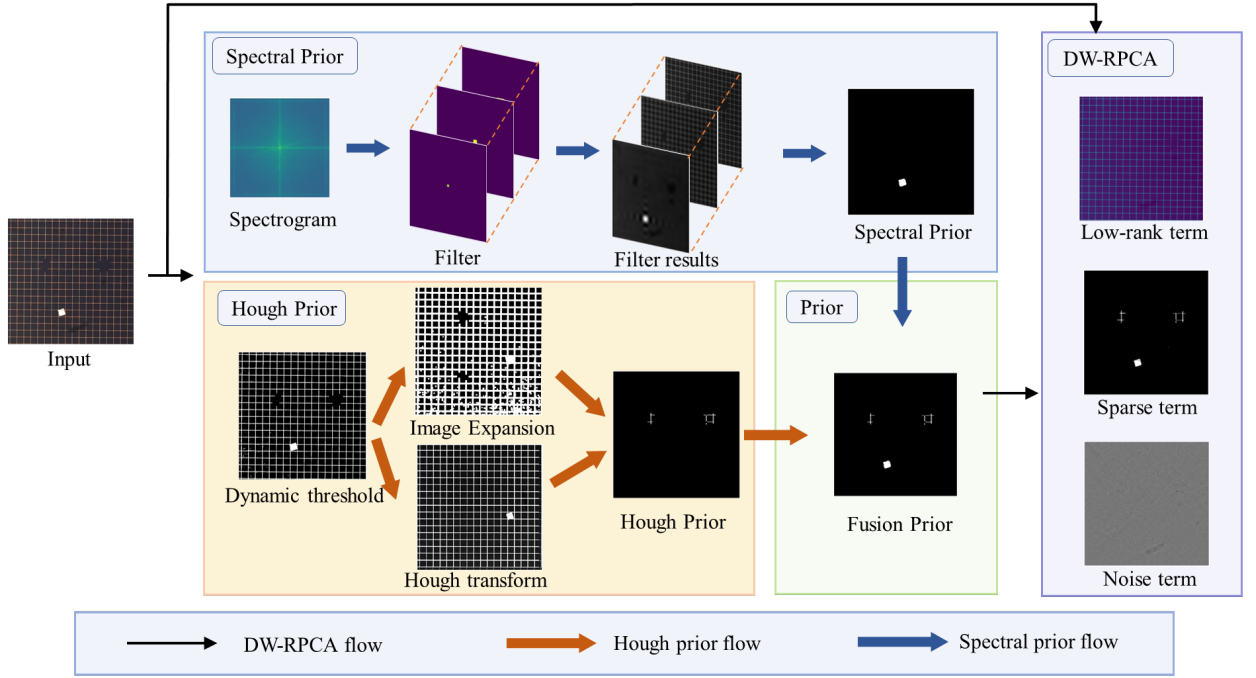 Spectral Prior
DW-RPCA
Spectrogram
Filter
Filter results
Spectral Prior
Low-rank term
Input
Hough Prior
Prior
Dynamic threshold
Image Expansion
Hough transform
Hough Prior
Fusion Prior
Sparse term
Noise term
DW-RPCA flow
Hough prior flow
Spectral prior flow